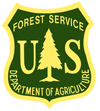 FOREST SERVICE
U S
DEPARTMENT OF AGRICULTURE